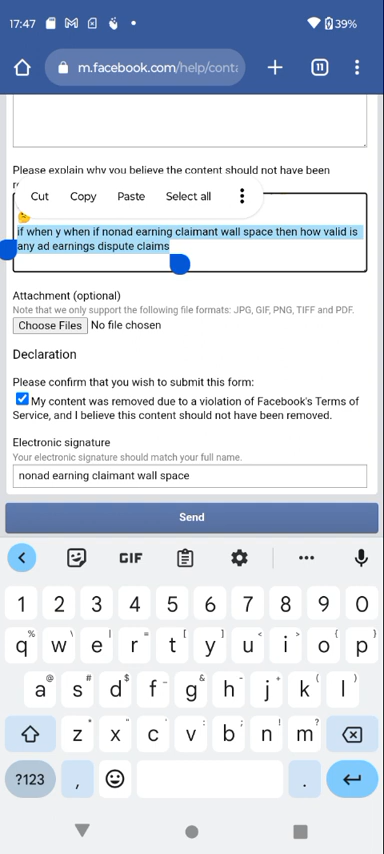 17:47
39%
m.facebook.com/help/conta
11
Please explain why you believe the content should not have been
Cut Copy Paste Select all
🤔
if when y when if nonad earning claimant wall space then how valid is
any ad earnings dispute claims
Attachment (optional)
Note that we only support the following file formats: JPG, GIF, PNG, TIFF and PDF.
Choose Files No file chosen
Declaration
Please confirm that you wish to submit this form:
My content was removed due to a violation of Facebook's Terms of
Service, and I believe this content should not have been removed.
Electronic signature
Your electronic signature should match your full name.
nonad earning claimant wall space
Send
GIF
1 2 3 4 5 6 7 8 9 0
q w e r t y u i o p
a s d f g h j k l
z x c v b n m
?123 , .